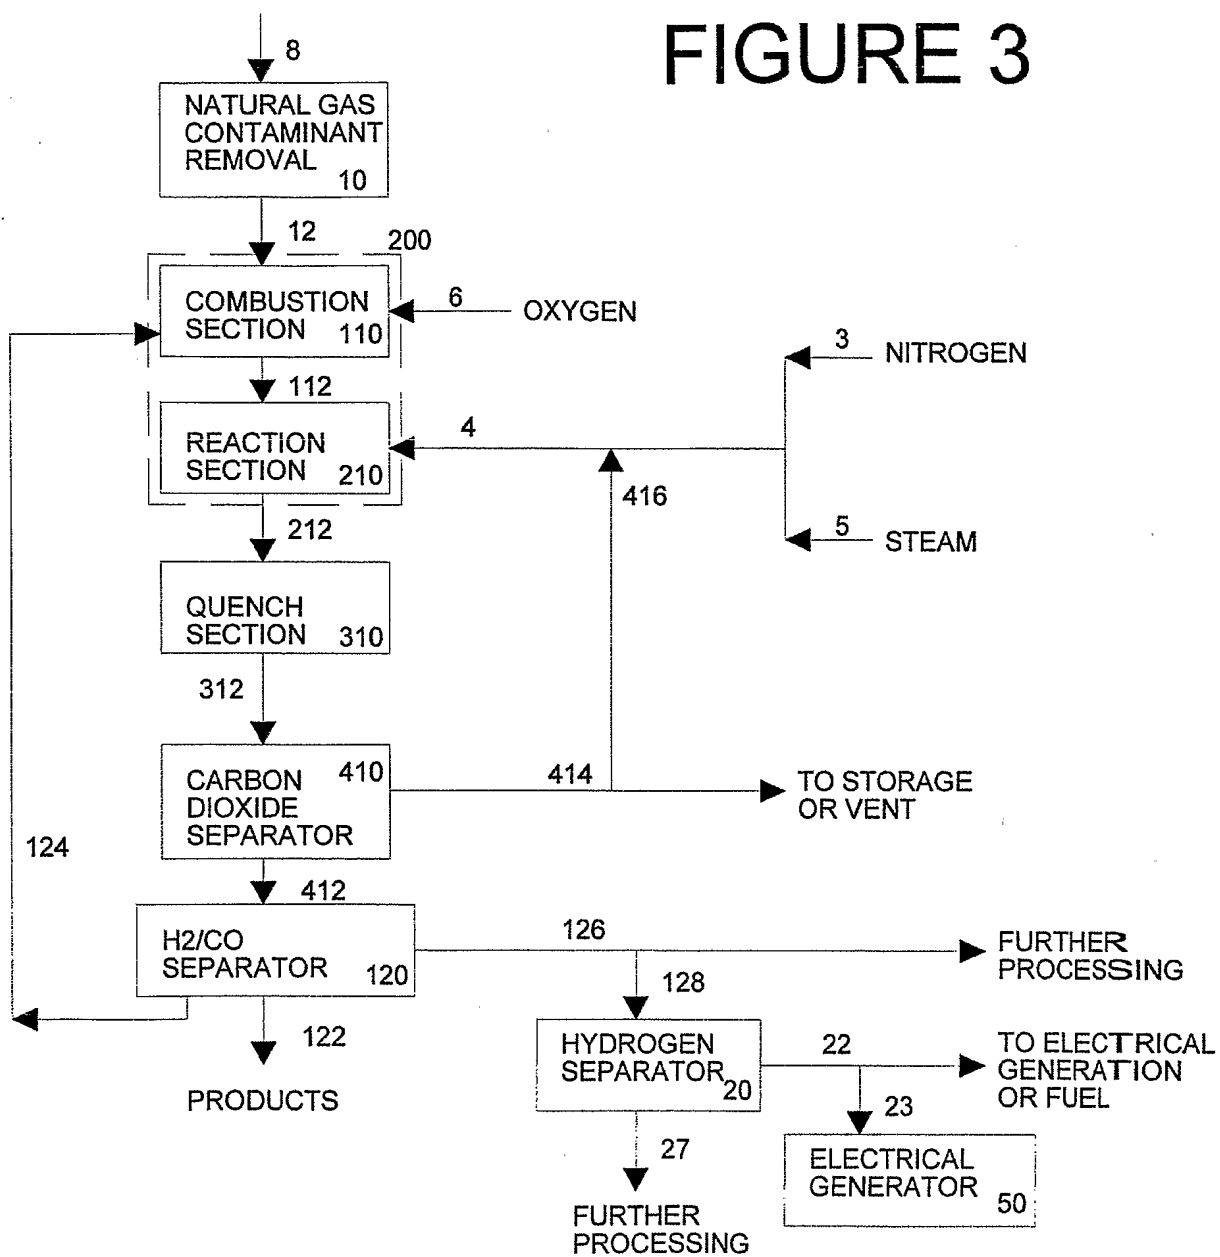 FIGURE 3
8
NATURAL GAS
CONTAMINANT
REMOVAL
10
12
200
COMBUSTION
SECTION
110
6
OXYGEN
3
NITROGEN
112
REACTION
SECTION
210
4
416
212
5
STEAM
QUENCH
SECTION
310
312
CARBON
DIOXIDE
SEPARATOR
410
414
TO STORAGE
OR VENT
124
412
H2/CO
SEPARATOR
120
126
FURTHER
PROCESSING
128
122
PRODUCTS
HYDROGEN
SEPARATOR
20
22
TO ELECTRICAL
GENERATION
OR FUEL
23
27
ELECTRICAL
GENERATOR
50
FURTHER
PROCESSING